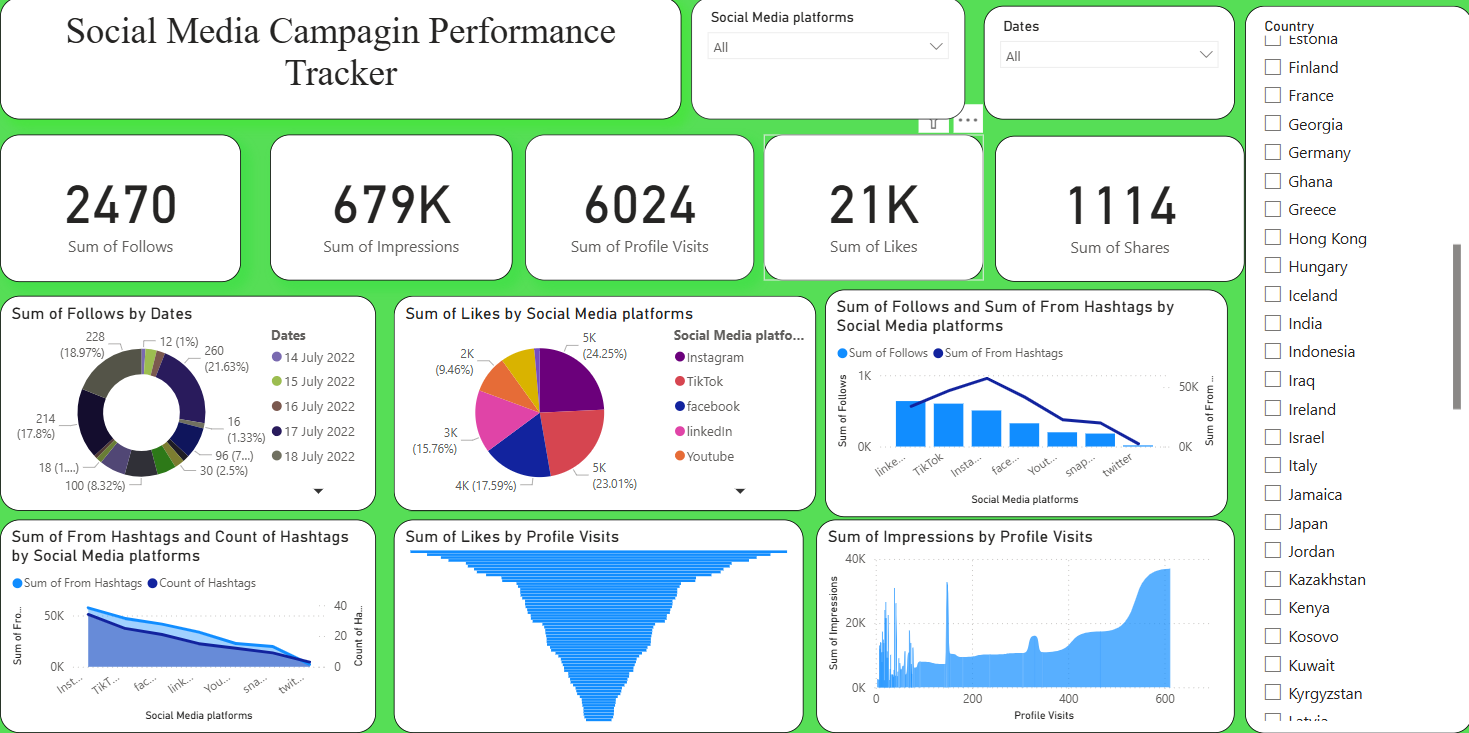 Social Media Campagin Performance
Tracker
Social Media platforms
All
Dates
All
Country
Estonia
Finland
France
Georgia
Germany
Ghana
Greece
Hong Kong
Hungary
Iceland
India
Indonesia
Iraq
Ireland
Israel
Italy
Jamaica
Japan
Jordan
Kazakhstan
Kenya
Kosovo
Kuwait
Kyrgyzstan
Latvia
2470
Sum of Follows
679K
Sum of Impressions
6024
Sum of Profile Visits
21K
Sum of Likes
1114
Sum of Shares
Sum of Follows by Dates
228
(18.97%)
12 (1%)
260
(21.63%)
16
(1.33%)
96 (7...)
30 (2.5%)
100 (8.32%)
18 (1....)
214
(17.8%)
Dates
14 July 2022
15 July 2022
16 July 2022
17 July 2022
18 July 2022
Sum of Likes by Social Media platforms
5K
(24.25%)
5K
(23.01%)
4K (17.59%)
3K
(15.76%)
2K
(9.46%)
Social Media platfo...
Instagram
TikTok
facebook
linkedIn
Youtube
Sum of Follows and Sum of From Hashtags by
Social Media platforms
Sum of Follows Sum of From Hashtags
Sum of Follows
1K
0K
50K
0K
Sum of From ...
linke... TikTok Insta... face... Yout... snap... twitter
Social Media platforms
Sum of From Hashtags and Count of Hashtags
by Social Media platforms
Sum of From Hashtags Count of Hashtags
Sum of Fro...
50K
0K
40
20
0
Count of Ha...
Inst... TikT... fac... link... You... sna... twit...
Social Media platforms
Sum of Likes by Profile Visits
Sum of Impressions by Profile Visits
Sum of Impressions
40K
20K
0K
0 200 400 600
Profile Visits